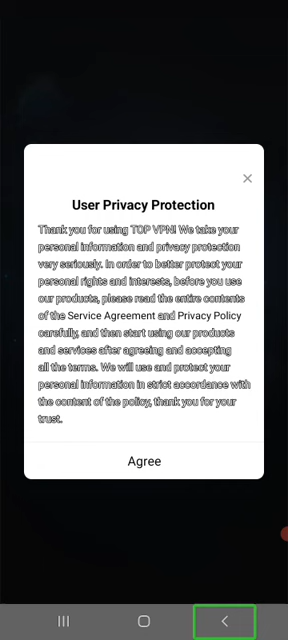 User Privacy Protection
Thank you for using TOP VPN! We take your
personal information and privacy protection
very seriously. In order to better protect your
personal rights and interests, before you use
our products, please read the entire contents
of the Service Agreement and Privacy Policy
carefully, and then start using our products
and services after agreeing and accepting
all the terms. We will use and protect your
personal information in strict accordance with
the content of the policy, thank you for your
trust.
Agree